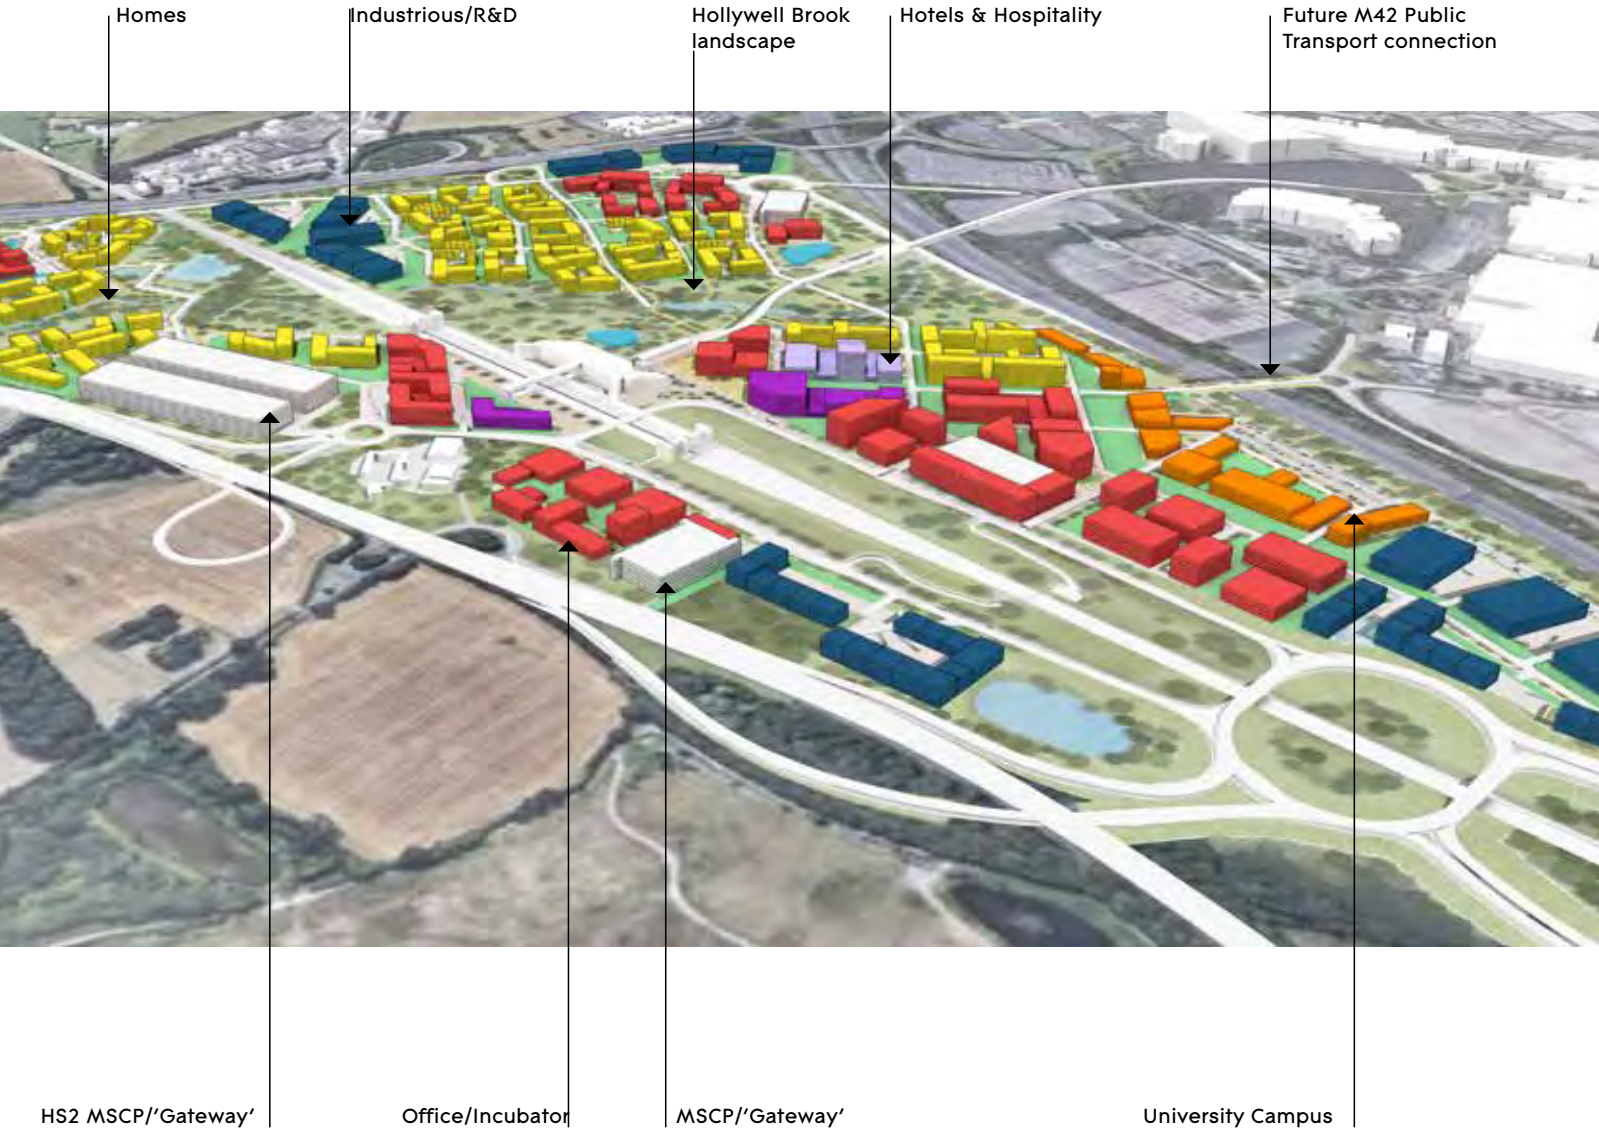 Homes
Industrious/R&D
Hollywell Brook
landscape
Hotels & Hospitality
Future M42 Public
Transport connection
HS2 MSCP/'Gateway'
Office/Incubator
MSCP/'Gateway'
University Campus